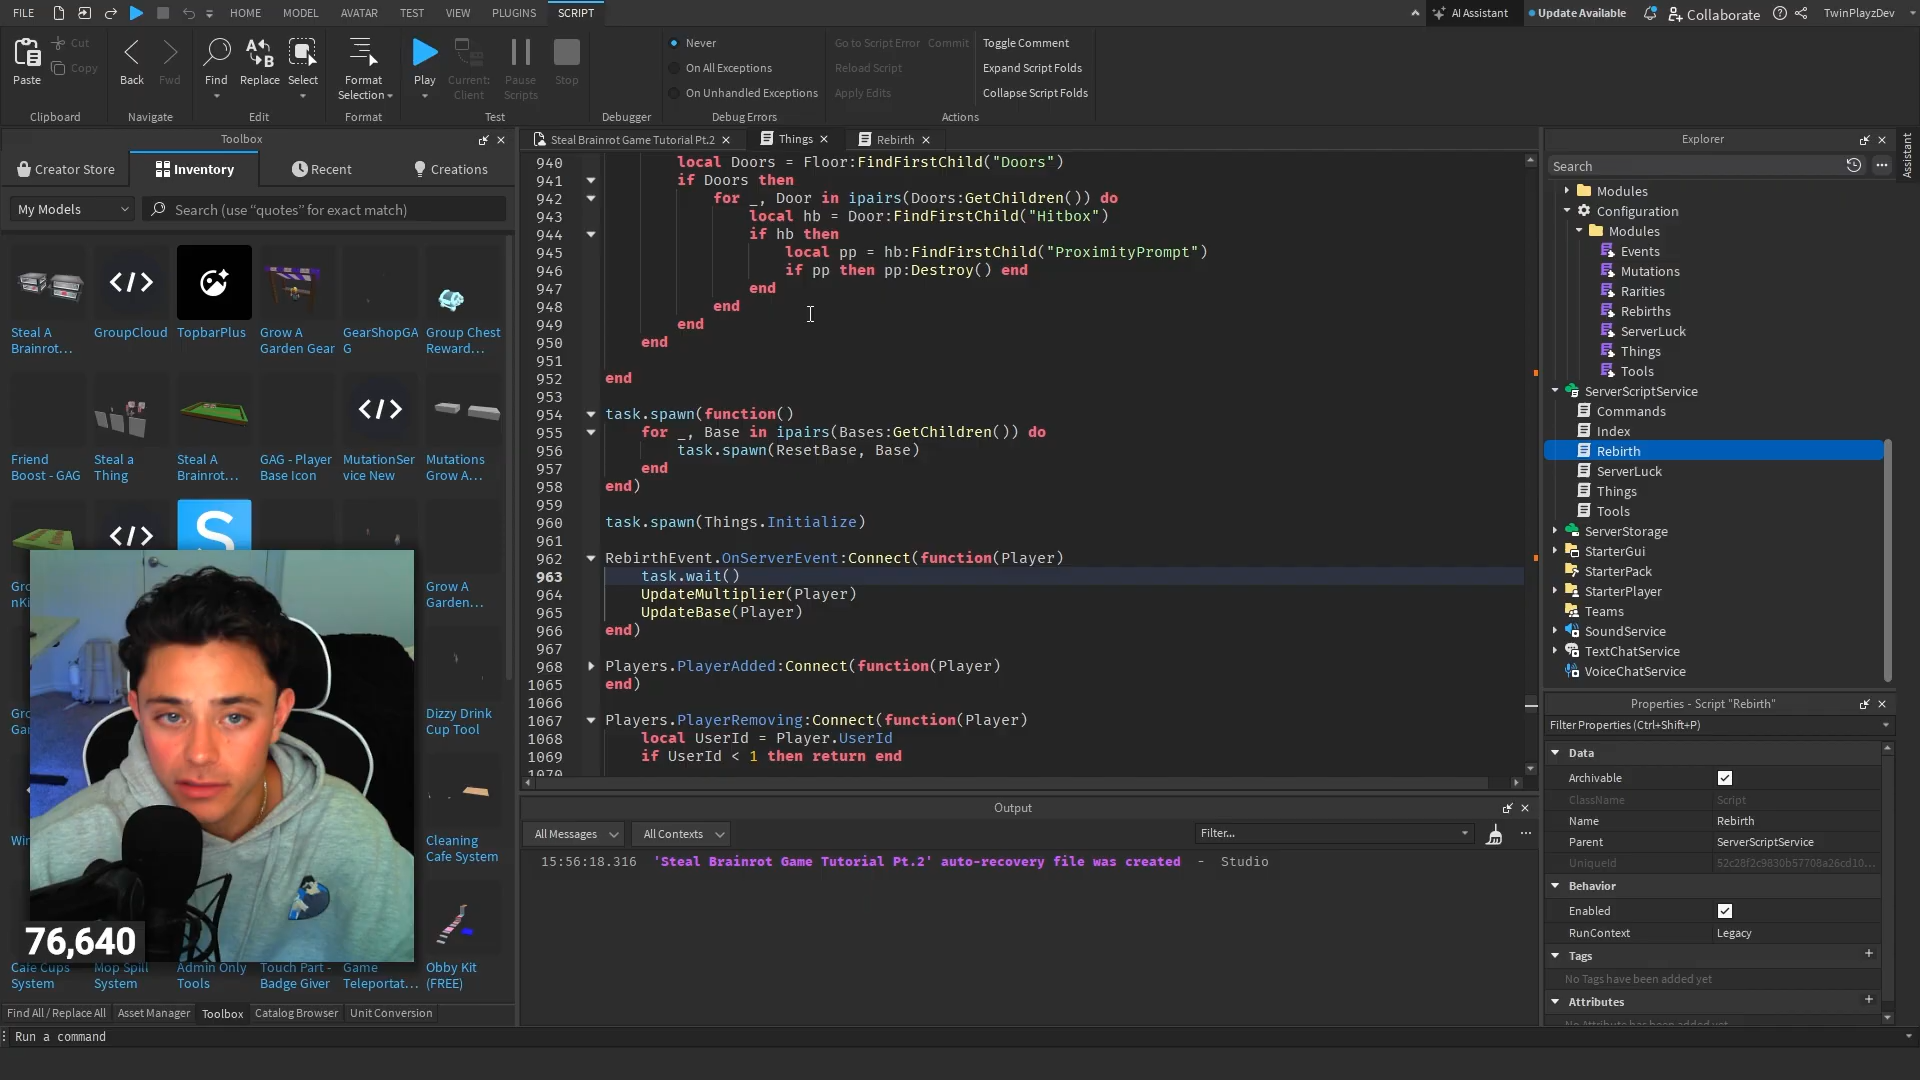 FILE
HOME
MODEL
AVATAR
TEST
VIEW
PLUGINS
SCRIPT
AI Assistant
Update Available
Collaborate
TwinPlayzDev
Paste
Cut
Copy
Back
Fwd
Find
Replace
Select
Format
Selection
Play
Current:
Client
Pause
Scripts
Stop
Never
On All Exceptions
On Unhandled Exceptions
Go to Script Error
Commit
Reload Script
Apply Edits
Toggle Comment
Expand Script Folds
Collapse Script Folds
Clipboard
Navigate
Edit
Format
Test
Debugger
Debug Errors
Actions
Toolbox
Creator Store
Inventory
Recent
Creations
My Models
Search (use “quotes” for exact match)
Steal A
Brainrot...
GroupCloud
TopbarPlus
Grow A
Garden Gear
GearShopGA
G
Group Chest
Reward...
Friend
Boost - GAG
Steal a
Thing
Steal A
Brainrot...
GAG - Player
Base Icon
MutationSer
vice New
Mutations
Grow A...
S
Grow A
Garden...
Dizzy Drink
Cup Tool
Cleaning
Cafe System
76,640
Cafe Cups
System
Mop Spill
System
Admin Only
Tools
Touch Part -
Badge Giver
Game
Teleportat...
Obby Kit
(FREE)
Find All / Replace All
Asset Manager
Toolbox
Catalog Browser
Unit Conversion
Run a command
Steal Brainrot Game Tutorial Pt.2
Things
Rebirth
940 local Doors = Floor:FindFirstChild("Doors")
941 if Doors then
942 for _, Door in ipairs(Doors:GetChildren()) do
943 local hb = Door:FindFirstChild("Hitbox")
944 if hb then
945 local pp = hb:FindFirstChild("ProximityPrompt")
946 if pp then pp:Destroy() end
947 end
948 end
949 end
950 end
951
952 end
953
954 task.spawn(function()
955 for _, Base in ipairs(Bases:GetChildren()) do
956 task.spawn(ResetBase, Base)
957 end
958 end)
959
960 task.spawn(Things.Initialize)
961
962 RebirthEvent.OnServerEvent:Connect(function(Player)
963 task.wait()
964 UpdateMultiplier(Player)
965 UpdateBase(Player)
966 end)
967
968 Players.PlayerAdded:Connect(function(Player)
1065 end)
1066
1067 Players.PlayerRemoving:Connect(function(Player)
1068 local UserId = Player.UserId
1069 if UserId < 1 then return end
1070
Output
All Messages
All Contexts
Filter...
15:56:18.316 'Steal Brainrot Game Tutorial Pt.2' auto-recovery file was created - Studio
Explorer
Assistant
Search
Modules
Configuration
Modules
Events
Mutations
Rarities
Rebirths
ServerLuck
Things
Tools
ServerScriptService
Commands
Index
Rebirth
ServerLuck
Things
Tools
ServerStorage
StarterGui
StarterPack
StarterPlayer
Teams
SoundService
TextChatService
VoiceChatService
Properties - Script "Rebirth"
Filter Properties (Ctrl+Shift+P)
Data
Archivable
ClassName Script
Name Rebirth
Parent ServerScriptService
UniqueId 52c28f2c9830b57708a26cd10...
Behavior
Enabled
RunContext Legacy
Tags
No Tags have been added yet
Attributes